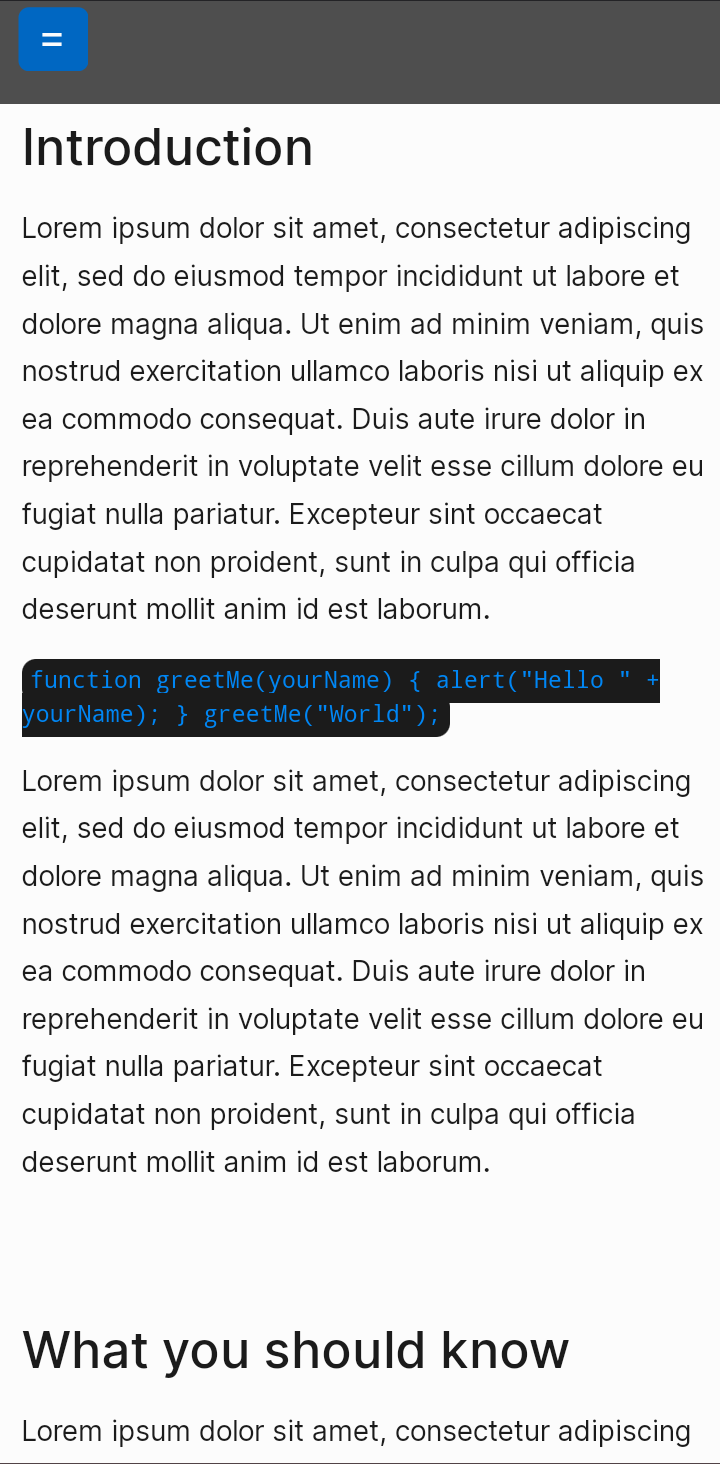 =
Introduction
Lorem ipsum dolor sit amet, consectetur adipiscing
elit, sed do eiusmod tempor incididunt ut labore et
dolore magna aliqua. Ut enim ad minim veniam, quis
nostrud exercitation ullamco laboris nisi ut aliquip ex
ea commodo consequat. Duis aute irure dolor in
reprehenderit in voluptate velit esse cillum dolore eu
fugiat nulla pariatur. Excepteur sint occaecat
cupidatat non proident, sunt in culpa qui officia
deserunt mollit anim id est laborum.
function greetMe(yourName) { alert("Hello " +
yourName); } greetMe("World");
Lorem ipsum dolor sit amet, consectetur adipiscing
elit, sed do eiusmod tempor incididunt ut labore et
dolore magna aliqua. Ut enim ad minim veniam, quis
nostrud exercitation ullamco laboris nisi ut aliquip ex
ea commodo consequat. Duis aute irure dolor in
reprehenderit in voluptate velit esse cillum dolore eu
fugiat nulla pariatur. Excepteur sint occaecat
cupidatat non proident, sunt in culpa qui officia
deserunt mollit anim id est laborum.
What you should know
Lorem ipsum dolor sit amet, consectetur adipiscing